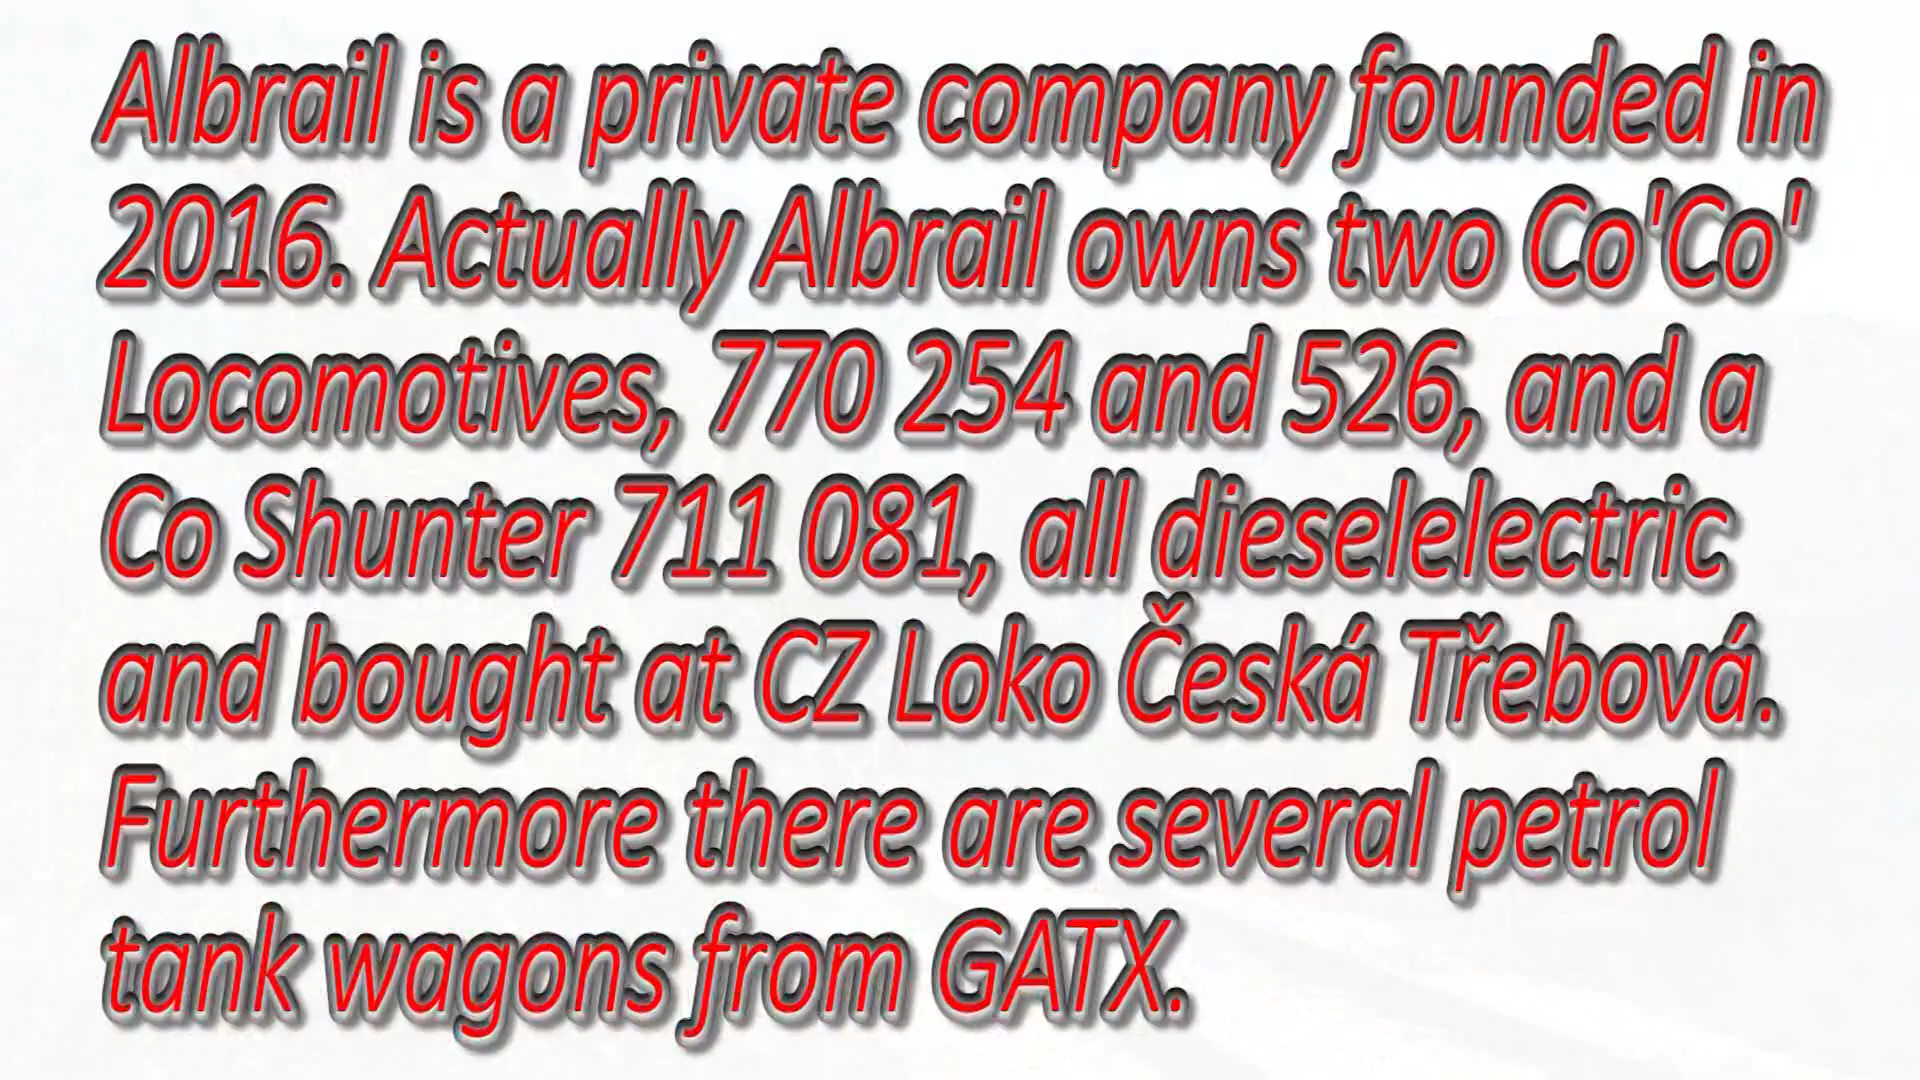 Albrail is a private company founded in
2016. Actually Albrail owns two Co'Co'
Locomotives, 770 254 and 526, and a
Co Shunter 711 081, all dieselelectric
and bought at CZ Loko Česká Třebová.
Furthermore there are several petrol
tank wagons from GATX.